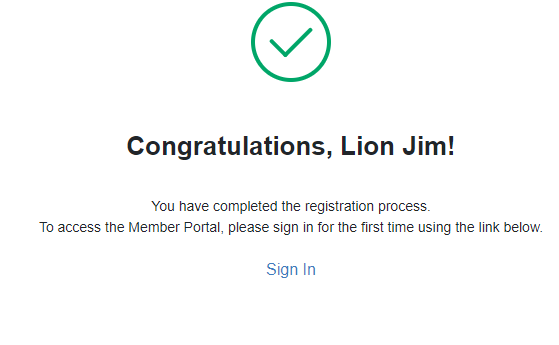 Congratulations, Lion Jim!
You have completed the registration process.
To access the Member Portal, please sign in for the first time using the link below.
Sign In